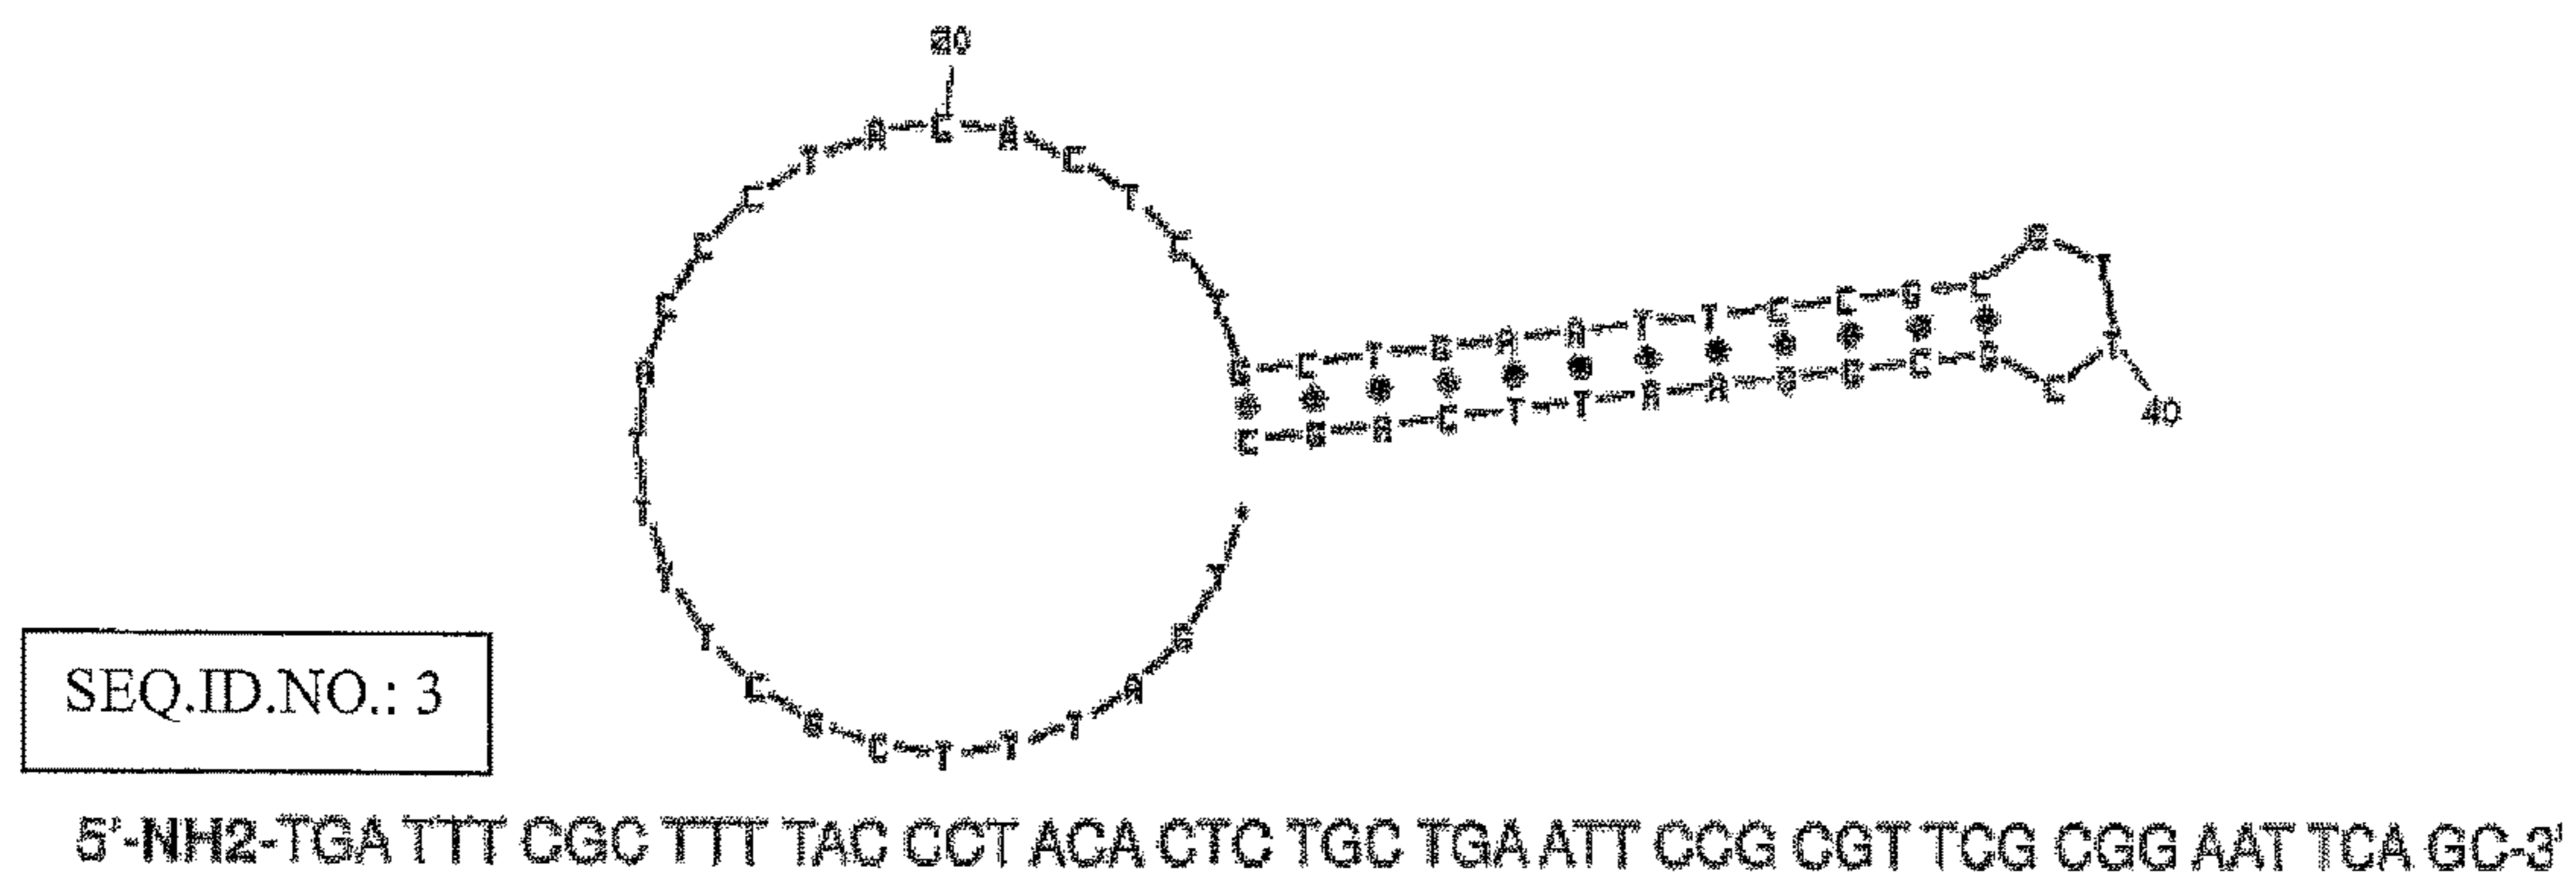 20
C T A C A C T
C C
C T
A G C T G A A T T C C G C G T T C
T C G A C T T A A G G C G 40
T
T T
T G
C A
G C T T T
SEQ.ID.NO.: 3
5'-NH2-TGA TTT CGC TTT TAC CCT ACA CTC TGC TGA ATT CCG CGT TCG CGG AAT TCA GC-3'